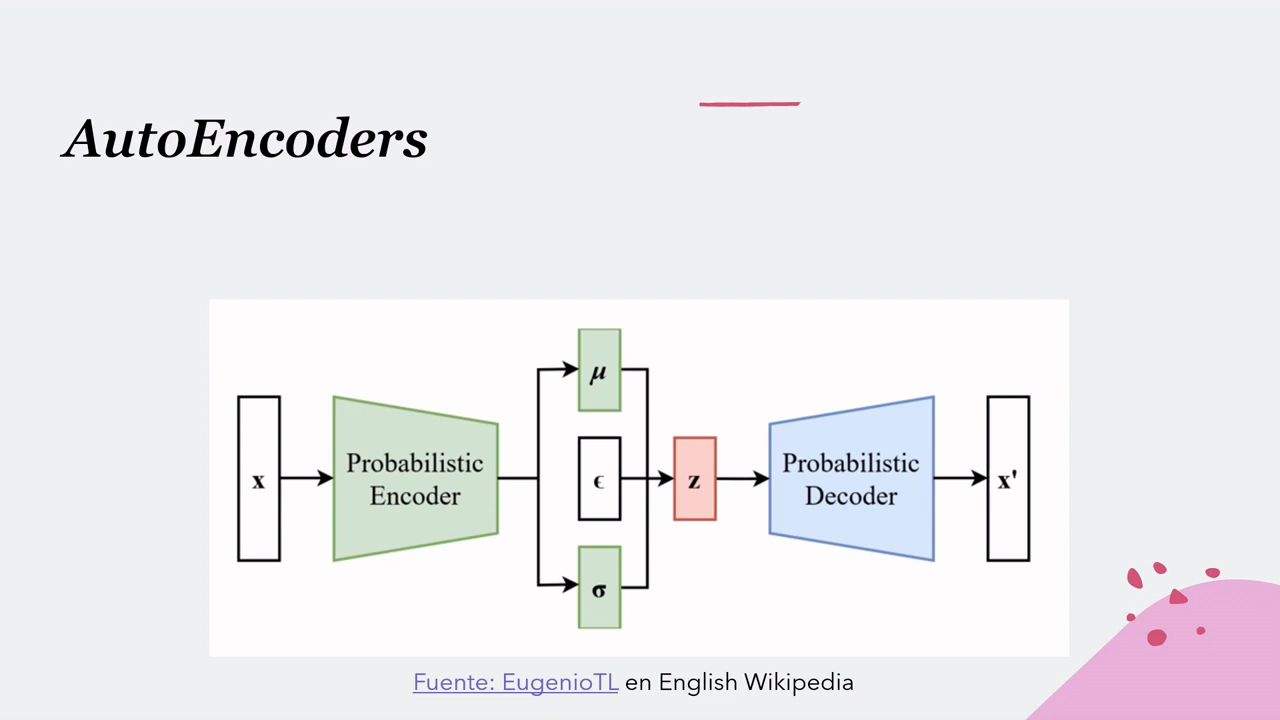 AutoEncoders
μ
x
Probabilistic
Encoder
ϵ
z
Probabilistic
Decoder
x'
σ
Fuente: EugenioTL en English Wikipedia